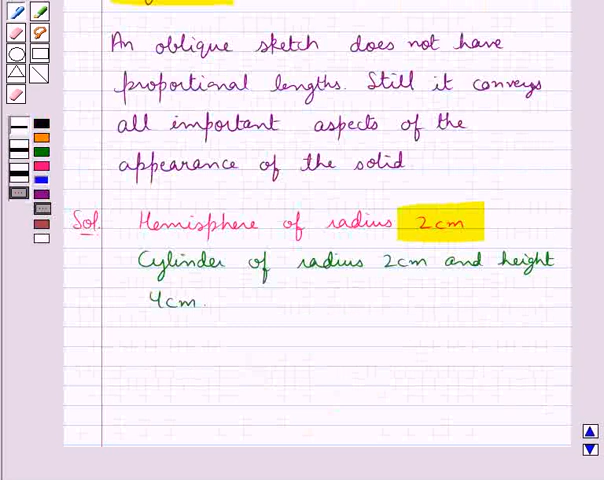 An oblique sketch does not have
proportional lengths. Still it conveys
all important aspects of the
appearance of the solid
Sol. Hemisphere of radius 2cm
Cylinder of radius 2cm and height
4cm.